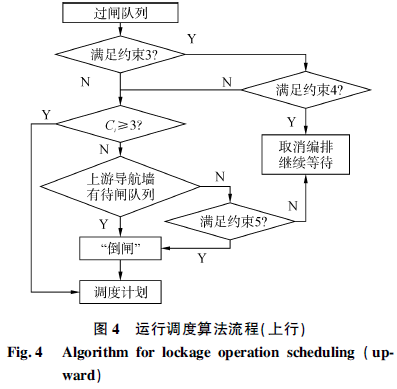 过闸队列
满足约束3?
Y
N
满足约束4?
N
Y
Y
C_i≥3?
N
取消编排
继续等待
上游导航墙
有待闸队列
N
满足约束5?
N
Y
Y
“倒闸”
调度计划
图 4 运行调度算法流程(上行)
Fig. 4 Algorithm for lockage operation scheduling ( up-
ward)